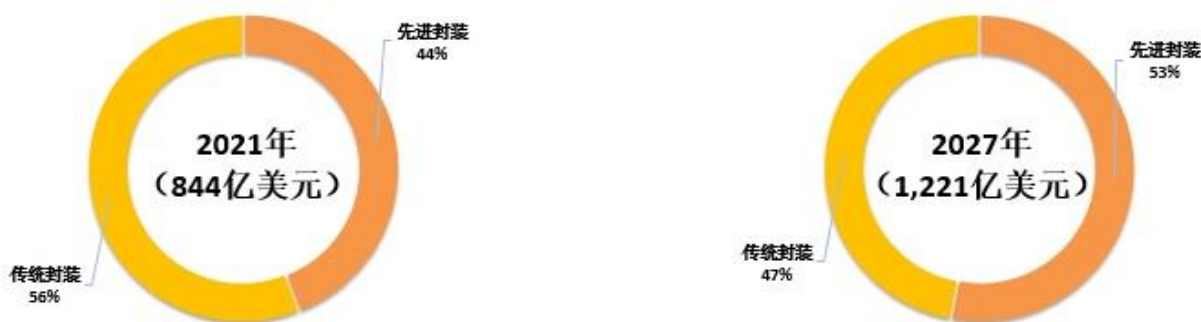 先进封装
44%
2021年
（844亿美元）
传统封装
56%
先进封装
53%
2027年
（1,221亿美元）
传统封装
47%